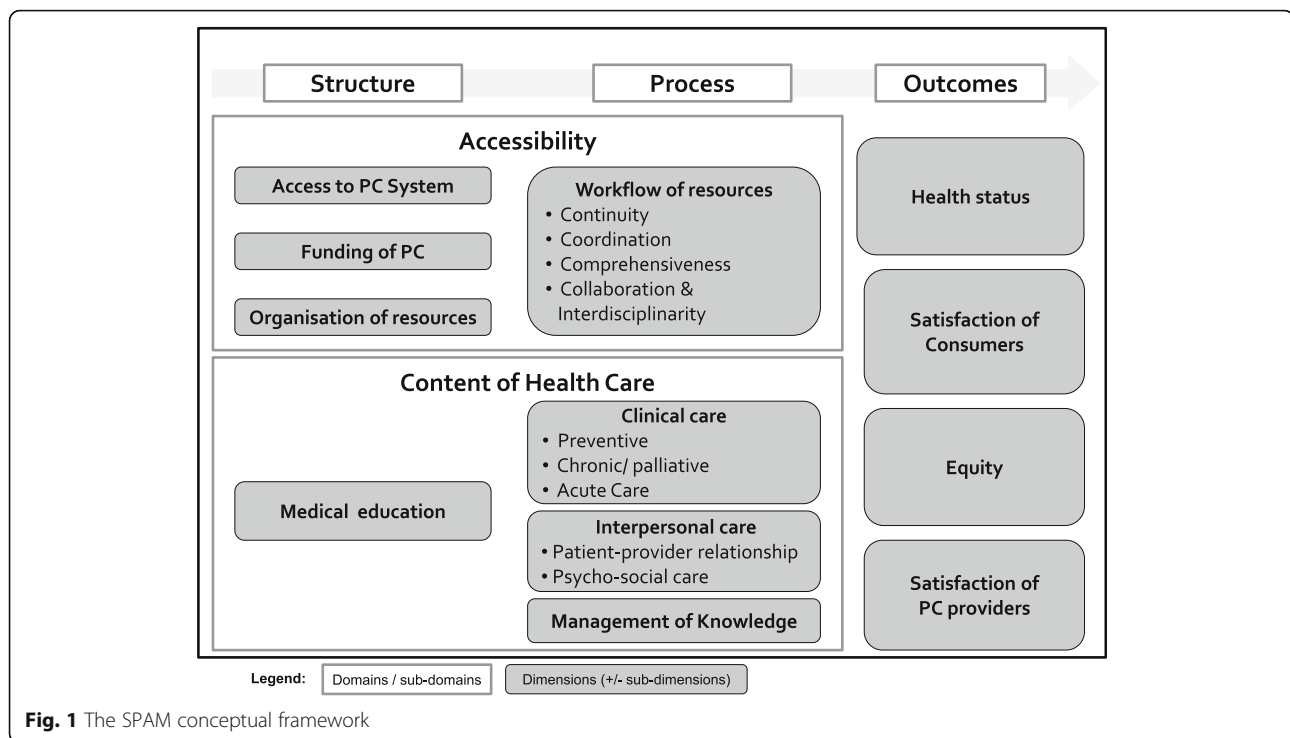 Structure
Process
Outcomes
Accessibility
Access to PC System
Funding of PC
Organisation of resources
Workflow of resources
• Continuity
• Coordination
• Comprehensiveness
• Collaboration &
Interdisciplinarity
Content of Health Care
Medical education
Clinical care
• Preventive
• Chronic/ palliative
• Acute Care
Interpersonal care
• Patient-provider relationship
• Psycho-social care
Management of Knowledge
Health status
Satisfaction of
Consumers
Equity
Satisfaction of
PC providers
Legend: Domains / sub-domains Dimensions (+/- sub-dimensions)
Fig. 1 The SPAM conceptual framework